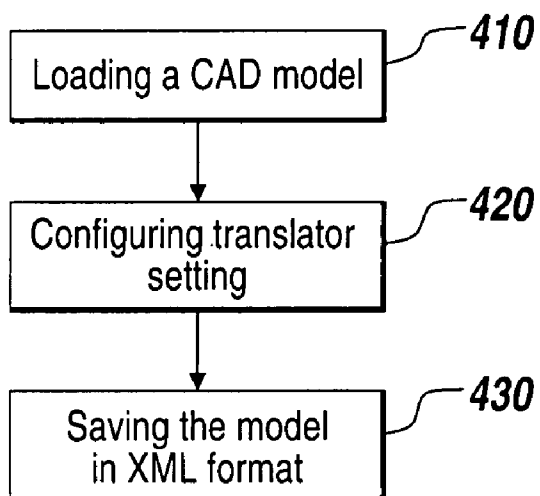 410
Loading a CAD model
420
Configuring translator
setting
430
Saving the model
in XML format